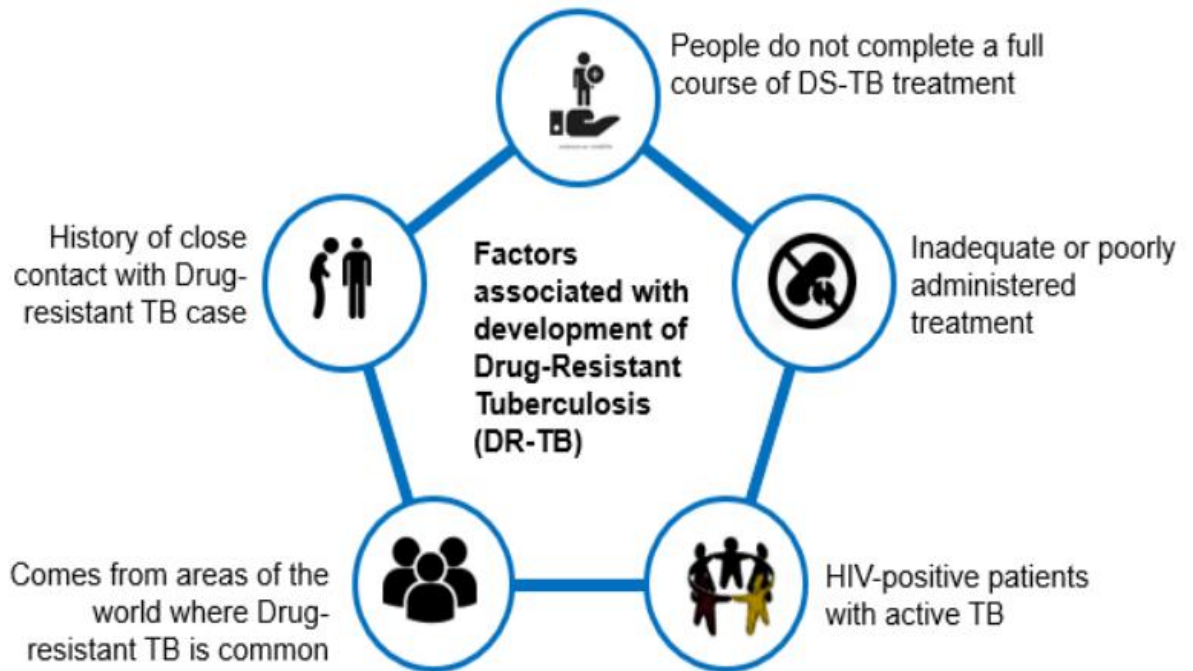 People do not complete a full
course of DS-TB treatment
History of close
contact with Drug-
resistant TB case
Factors
associated with
development of
Drug-Resistant
Tuberculosis
(DR-TB)
Inadequate or poorly
administered
treatment
Comes from areas of the
world where Drug-
resistant TB is common
HIV-positive patients
with active TB